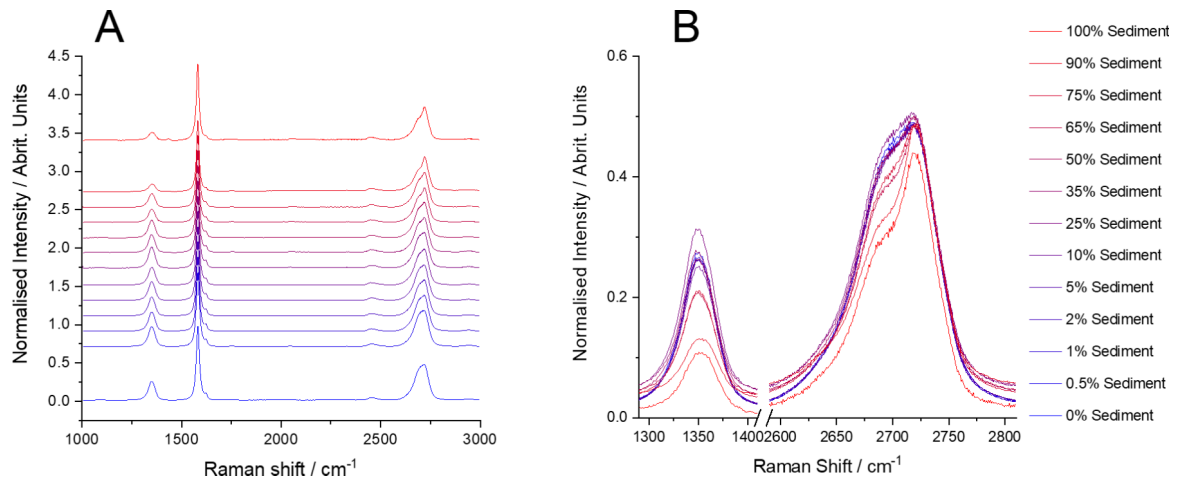 A
B
4.5
4.0
3.5
3.0
2.5
2.0
1.5
1.0
0.5
0.0
Normalised Intensity / Abrit. Units
1000
1500
2000
2500
3000
Raman shift / cm-1
0.6
0.4
0.2
0.0
Normalised Intensity / Abrit. Units
1300
1350
1400
2600
2650
2700
2750
2800
Raman Shift / cm-1
100% Sediment
90% Sediment
75% Sediment
65% Sediment
50% Sediment
35% Sediment
25% Sediment
10% Sediment
5% Sediment
2% Sediment
1% Sediment
0.5% Sediment
0% Sediment